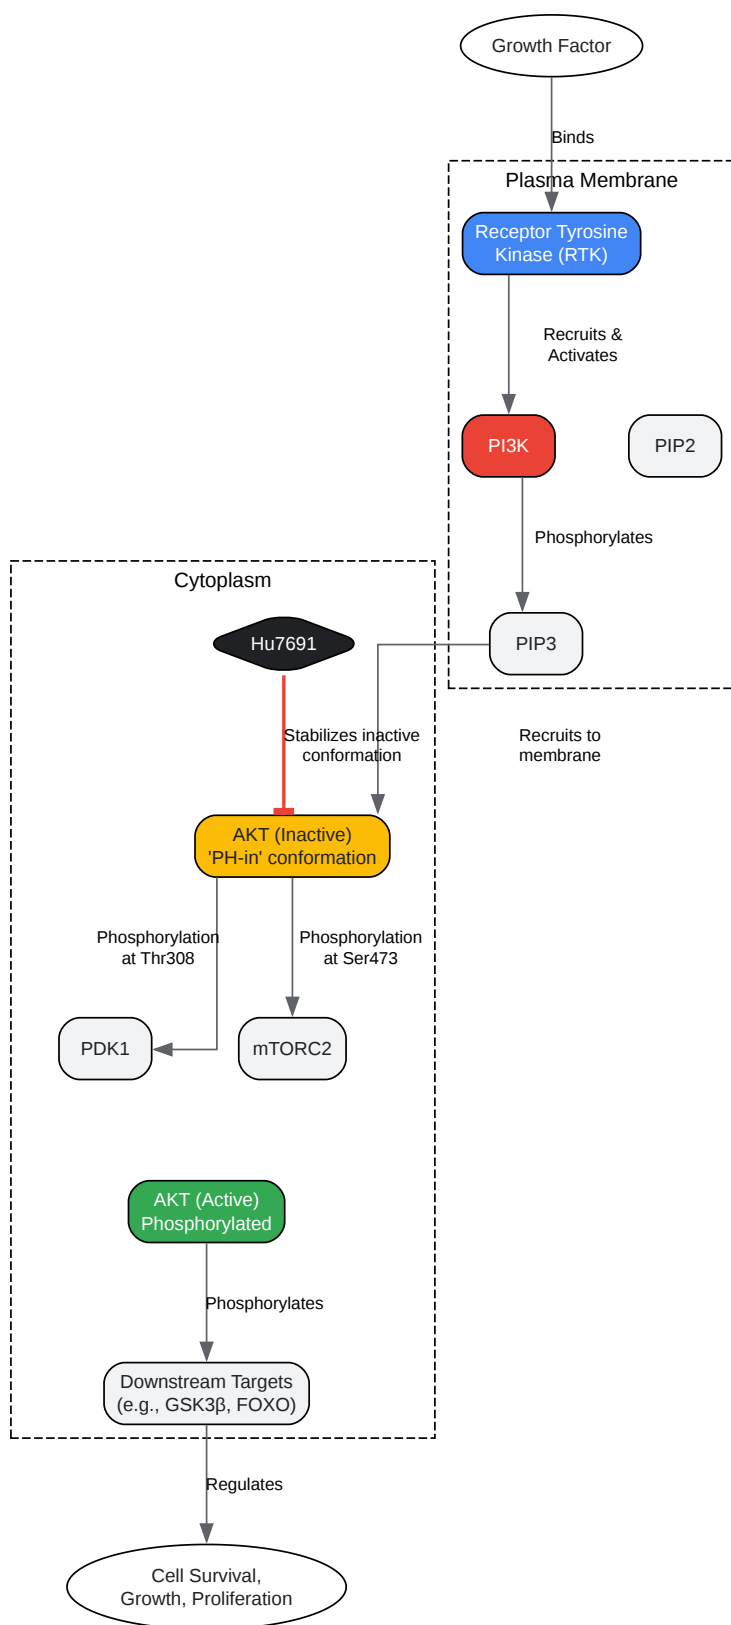 Growth Factor
Binds
Plasma Membrane
Receptor Tyrosine
Kinase (RTK)
Recruits &
Activates
PI3K
PIP2
Phosphorylates
Cytoplasm
Hu7691
PIP3
Stabilizes inactive
conformation
Recruits to
membrane
AKT (Inactive)
'PH-in' conformation
Phosphorylation
at Thr308
Phosphorylation
at Ser473
PDK1
mTORC2
AKT (Active)
Phosphorylated
Phosphorylates
Downstream Targets
(e.g., GSK3β, FOXO)
Regulates
Cell Survival,
Growth, Proliferation